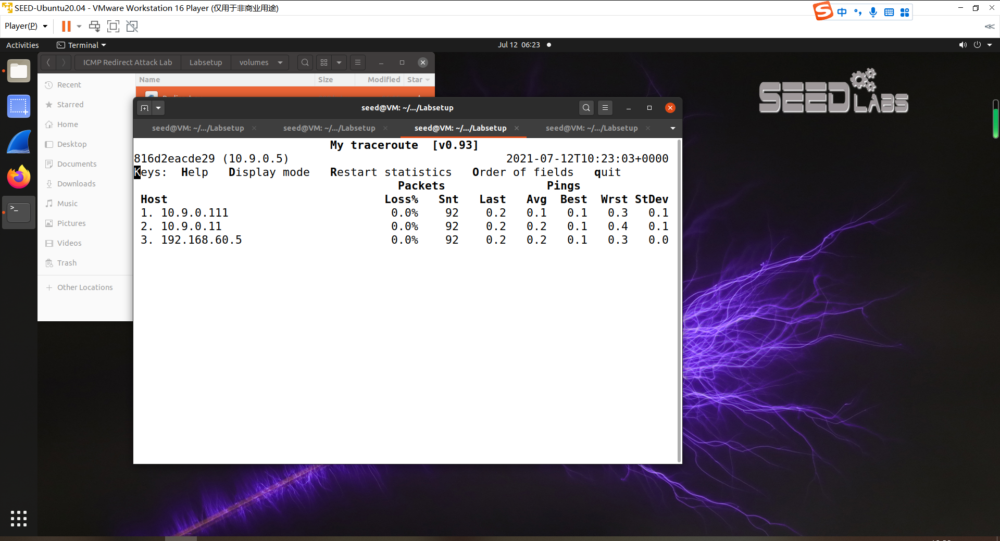 SEED-Ubuntu20.04 - VMware Workstation 16 Player (仅用于非商业用途)
中
Player(P)
Activities
Terminal
Jul 12 06:23
ICMP Redirect Attack Lab
Labsetup
volumes
Name
Size
Modified
Star
Recent
Starred
Home
Desktop
Documents
Downloads
Music
Pictures
Videos
Trash
Other Locations
SEED LABS
seed@VM: ~/.../Labsetup
seed@VM: ~/.../Labsetup
seed@VM: ~/.../Labsetup
seed@VM: ~/.../Labsetup
seed@VM: ~/.../Labsetup
My traceroute [v0.93]
816d2eacde29 (10.9.0.5) 2021-07-12T10:23:03+0000
Keys: Help Display mode Restart statistics Order of fields quit
Packets Pings
Host Loss% Snt Last Avg Best Wrst StDev
1. 10.9.0.111 0.0% 92 0.2 0.1 0.1 0.3 0.1
2. 10.9.0.11 0.0% 92 0.2 0.2 0.1 0.4 0.1
3. 192.168.60.5 0.0% 92 0.2 0.2 0.1 0.3 0.0